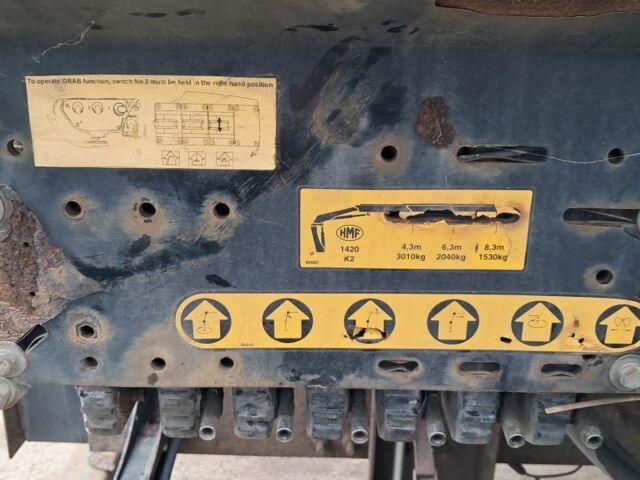 To operate GRAB function, switch No.3 must be held in the right hand position
HMF
1420
K2
4,3m 6,3m 8,3m
3010kg 2040kg 1530kg